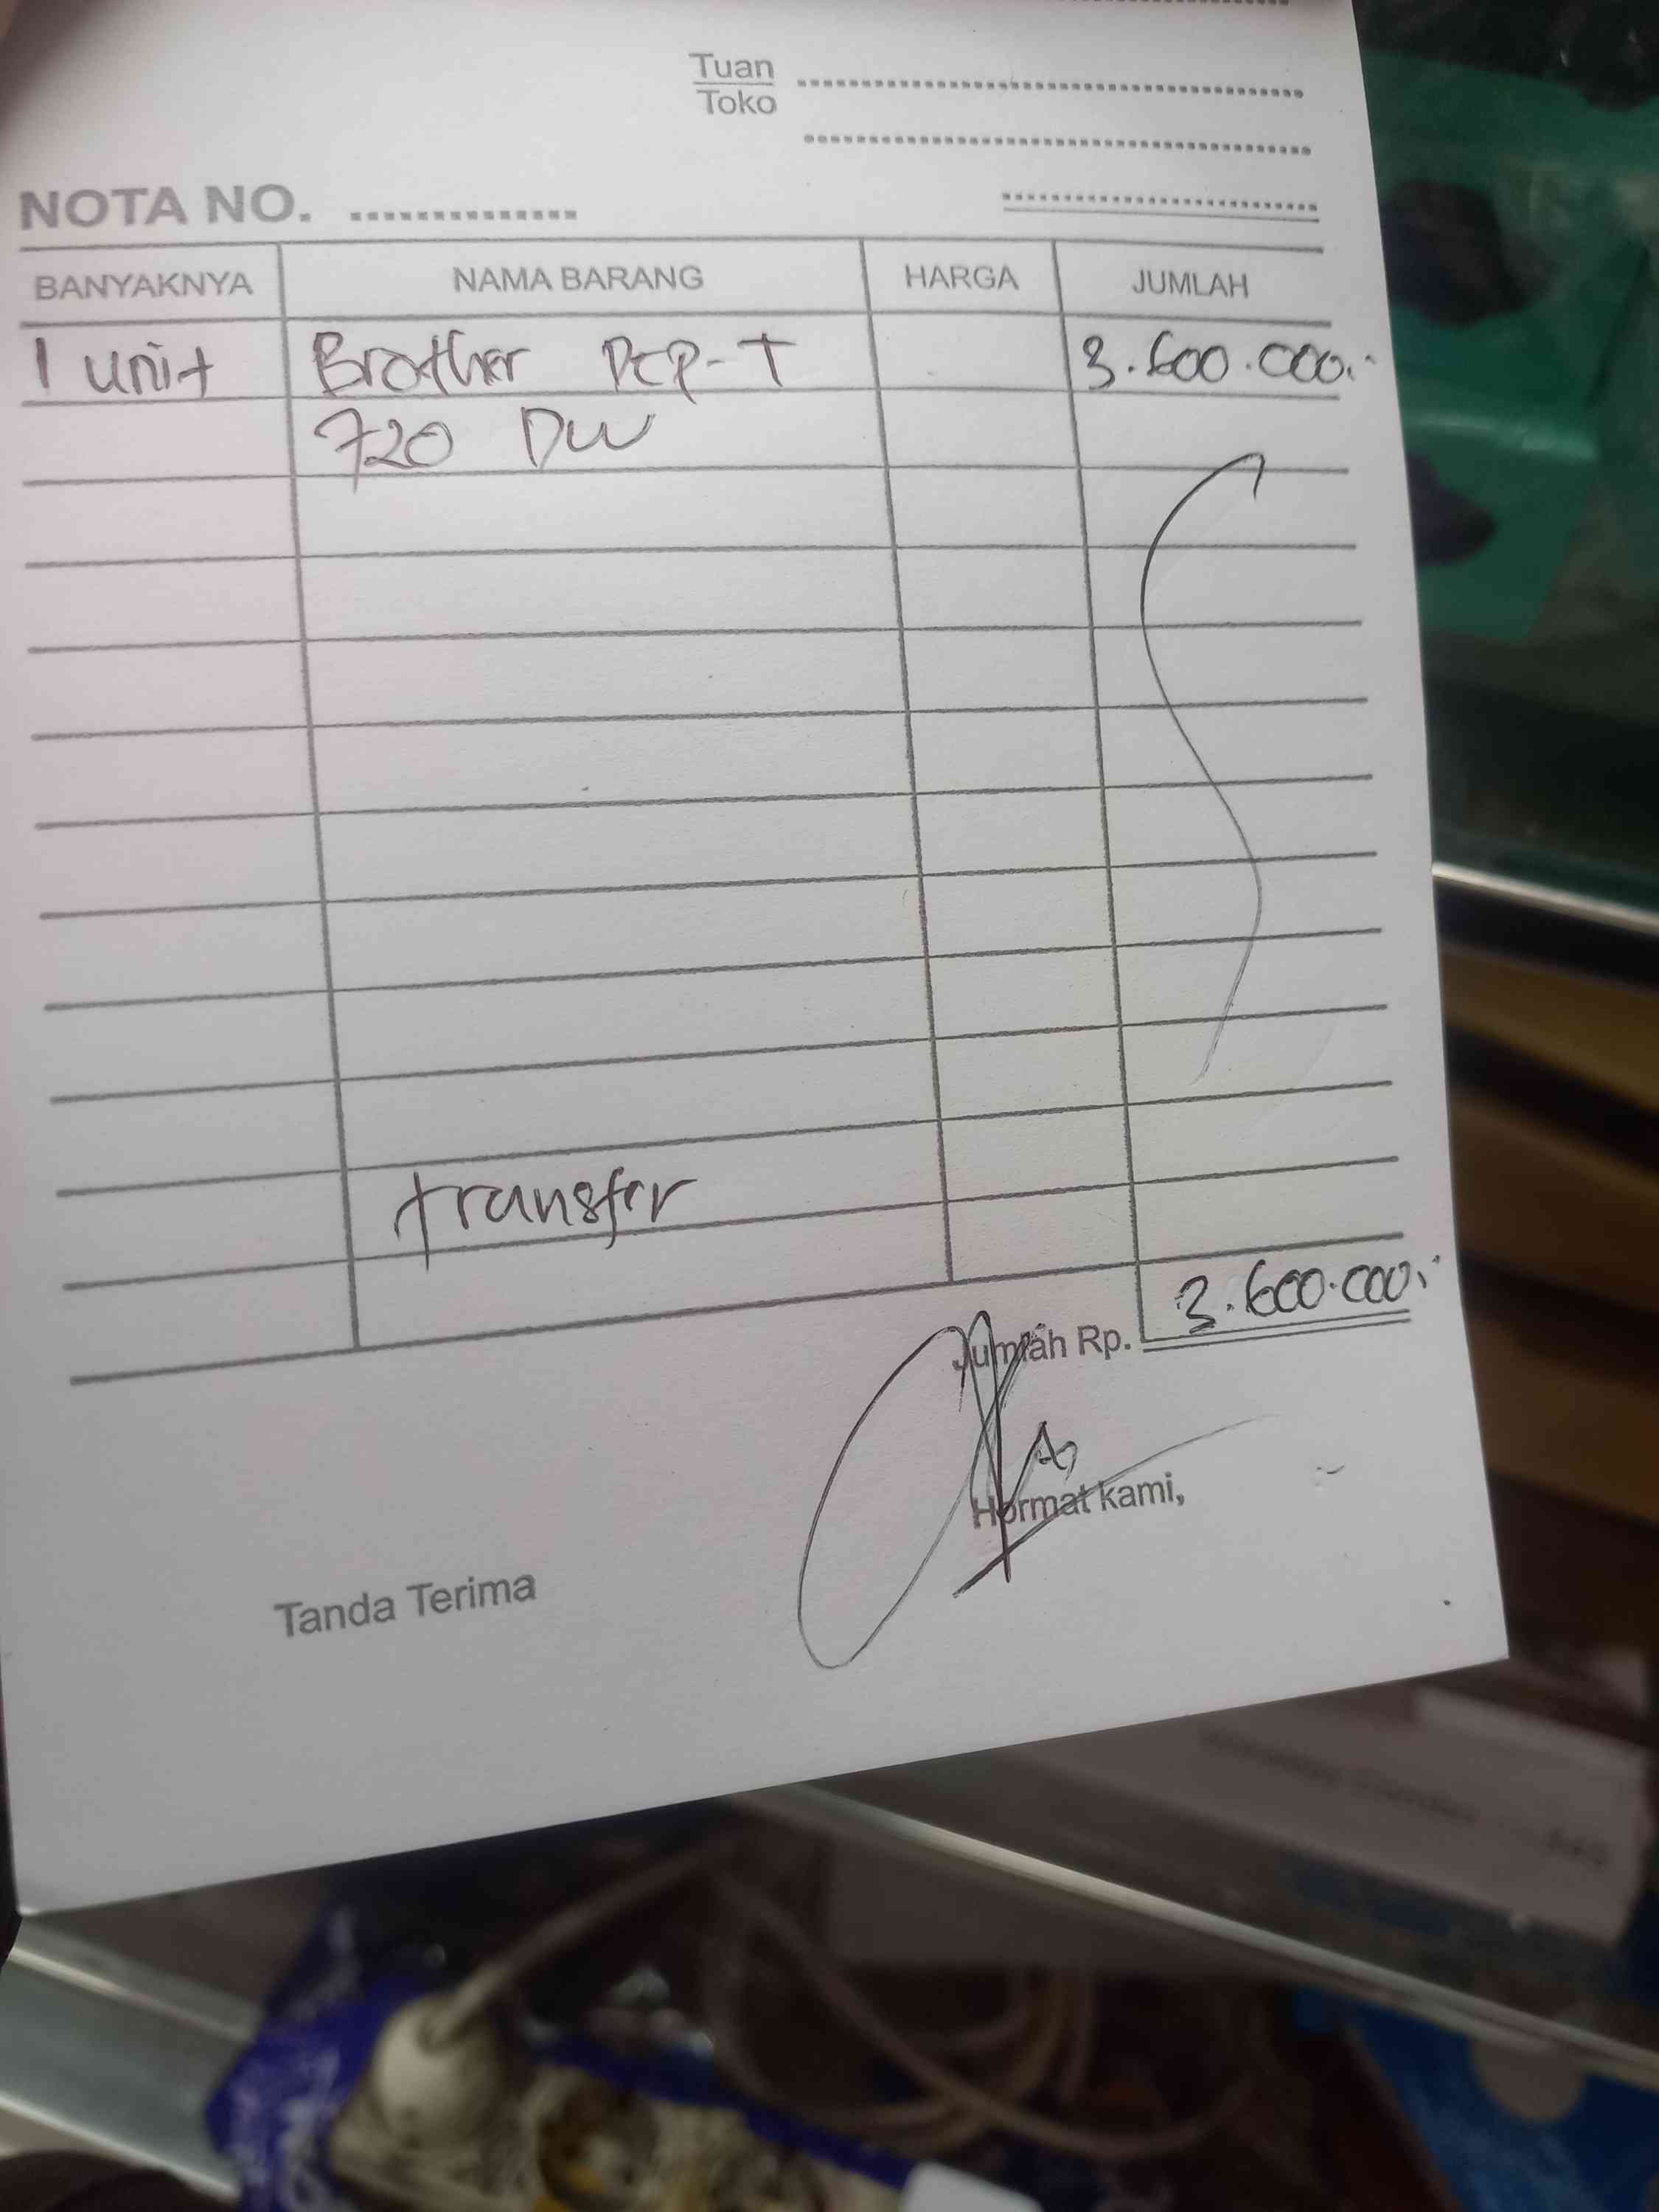 Tuan
Toko
NOTA NO.
BANYAKNYA NAMA BARANG HARGA JUMLAH
1 unit Brother DCP-T 3.600.000.-
720 DW
transfer
Jumlah Rp. 3.600.000.-
Hormat kami,
Tanda Terima